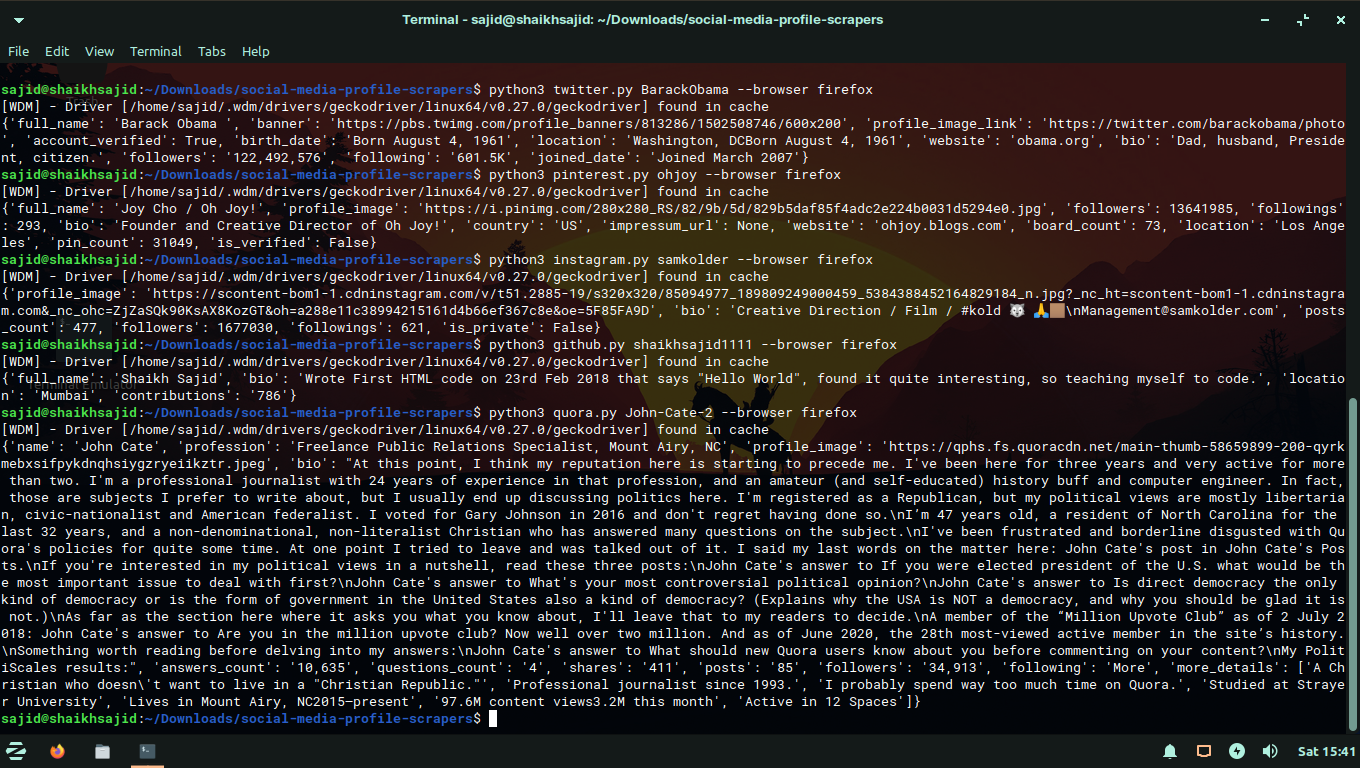 Terminal - sajid@shaikhsajid: ~/Downloads/social-media-profile-scrapers
File Edit View Terminal Tabs Help
sajid@shaikhsajid:~/Downloads/social-media-profile-scrapers$ python3 twitter.py BarackObama --browser firefox
[WDM] - Driver [/home/sajid/.wdm/drivers/geckodriver/linux64/v0.27.0/geckodriver] found in cache
{'full_name': 'Barack Obama ', 'banner': 'https://pbs.twimg.com/profile_banners/813286/1502508746/600x200', 'profile_image_link': 'https://twitter.com/barackobama/photo
', 'account_verified': True, 'birth_date': 'Born August 4, 1961', 'location': 'Washington, DCBorn August 4, 1961', 'website': 'obama.org', 'bio': 'Dad, husband, Preside
nt, citizen.', 'followers': '122,492,576', 'following': '601.5K', 'joined_date': 'Joined March 2007'}
sajid@shaikhsajid:~/Downloads/social-media-profile-scrapers$ python3 pinterest.py ohjoy --browser firefox
[WDM] - Driver [/home/sajid/.wdm/drivers/geckodriver/linux64/v0.27.0/geckodriver] found in cache
{'full_name': 'Joy Cho / Oh Joy!', 'profile_image': 'https://i.pinimg.com/280x280_RS/82/9b/5d/829b5daf85f4adc2e224b0031d5294e0.jpg', 'followers': 13641985, 'followings'
: 293, 'bio': 'Founder and Creative Director of Oh Joy!', 'country': 'US', 'impressum_url': None, 'website': 'ohjoy.blogs.com', 'board_count': 73, 'location': 'Los Ange
les', 'pin_count': 31049, 'is_verified': False}
sajid@shaikhsajid:~/Downloads/social-media-profile-scrapers$ python3 instagram.py samkolder --browser firefox
[WDM] - Driver [/home/sajid/.wdm/drivers/geckodriver/linux64/v0.27.0/geckodriver] found in cache
{'profile_image': 'https://scontent-bom1-1.cdninstagram.com/v/t51.2885-19/s320x320/85094977_189809249000459_5384388452164829184_n.jpg?_nc_ht=scontent-bom1-1.cdninstagra
m.com&_nc_ohc=ZjZaSQk90KsAX8KozGT&oh=a288e11c38994215161d4b66ef367c8e&oe=5F85FA9D', 'bio': 'Creative Direction / Film / #kold 🐺 🙏🏽\nManagement@samkolder.com', 'posts
_count': 477, 'followers': 1677030, 'followings': 621, 'is_private': False}
sajid@shaikhsajid:~/Downloads/social-media-profile-scrapers$ python3 github.py shaikhsajid1111 --browser firefox
[WDM] - Driver [/home/sajid/.wdm/drivers/geckodriver/linux64/v0.27.0/geckodriver] found in cache
{'full_name': 'Shaikh Sajid', 'bio': 'Wrote First HTML code on 23rd Feb 2018 that says "Hello World", found it quite interesting, so teaching myself to code.', 'locatio
n': 'Mumbai', 'contributions': '786'}
sajid@shaikhsajid:~/Downloads/social-media-profile-scrapers$ python3 quora.py John-Cate-2 --browser firefox
[WDM] - Driver [/home/sajid/.wdm/drivers/geckodriver/linux64/v0.27.0/geckodriver] found in cache
{'name': 'John Cate', 'profession': 'Freelance Public Relations Specialist, Mount Airy, NC', 'profile_image': 'https://qphs.fs.quoracdn.net/main-thumb-58659899-200-qyrk
mebxsifpykdnqhsiygzryeiikztr.jpeg', 'bio': "At this point, I think my reputation here is starting to precede me. I've been here for three years and very active for more
 than two. I'm a professional journalist with 24 years of experience in that profession, and an amateur (and self-educated) history buff and computer engineer. In fact,
 those are subjects I prefer to write about, but I usually end up discussing politics here. I'm registered as a Republican, but my political views are mostly libertaria
n, civic-nationalist and American federalist. I voted for Gary Johnson in 2016 and don't regret having done so.\nI’m 47 years old, a resident of North Carolina for the
last 32 years, and a non-denominational, non-literalist Christian who has answered many questions on the subject.\nI've been frustrated and borderline disgusted with Qu
ora's policies for quite some time. At one point I tried to leave and was talked out of it. I said my last words on the matter here: John Cate's post in John Cate's Pos
ts.\nIf you're interested in my political views in a nutshell, read these three posts:\nJohn Cate's answer to If you were elected president of the U.S. what would be th
e most important issue to deal with first?\nJohn Cate's answer to What's your most controversial political opinion?\nJohn Cate's answer to Is direct democracy the only
kind of democracy or is the form of government in the United States also a kind of democracy? (Explains why the USA is NOT a democracy, and why you should be glad it is
 not.)\nAs far as the section here where it asks you what you know about, I'll leave that to my readers to decide.\nA member of the “Million Upvote Club” as of 2 July 2
018: John Cate's answer to Are you in the million upvote club? Now well over two million. And as of June 2020, the 28th most-viewed active member in the site’s history.
\nSomething worth reading before delving into my answers:\nJohn Cate's answer to What should new Quora users know about you before commenting on your content?\nMy Polit
iScales results:", 'answers_count': '10,635', 'questions_count': '4', 'shares': '411', 'posts': '85', 'followers': '34,913', 'following': 'More', 'more_details': ['A Ch
ristian who doesn\'t want to live in a "Christian Republic."', 'Professional journalist since 1993.', 'I probably spend way too much time on Quora.', 'Studied at Straye
r University', 'Lives in Mount Airy, NC2015–present', '97.6M content views3.2M this month', 'Active in 12 Spaces']}
sajid@shaikhsajid:~/Downloads/social-media-profile-scrapers$
Trash
Terminal Emulator
Sat 15:41